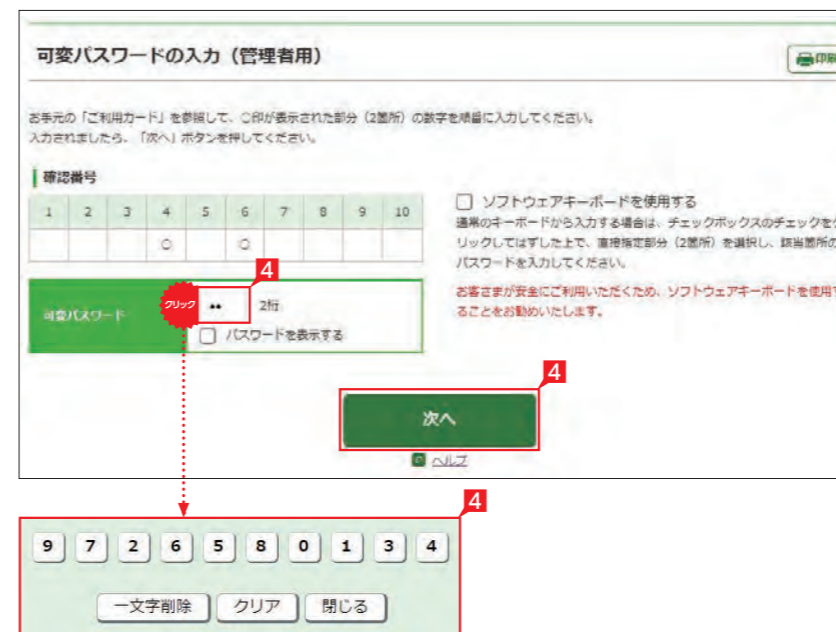 可変パスワードの入力（管理者用）
印刷
お手元の「ご利用カード」を参照して、○印が表示された部分（2箇所）の数字を順番に入力してください。
入力されましたら、「次へ」ボタンを押してください。
確認番号
1 2 3 4 5 6 7 8 9 10
○ ○
ソフトウェアキーボードを使用する
通常のキーボードから入力する場合は、チェックボックスのチェックをク
リックしてはずした上で、直接指定部分（2箇所）を選択し、該当箇所の
パスワードを入力してください。
お客さまが安全にご利用いただくため、ソフトウェアキーボードを使用す
ることをお勧めいたします。
4
可変パスワード クリック •• 2桁
パスワードを表示する
4
次へ
ヘルプ
4
9 7 2 6 5 8 0 1 3 4
一文字削除 クリア 閉じる